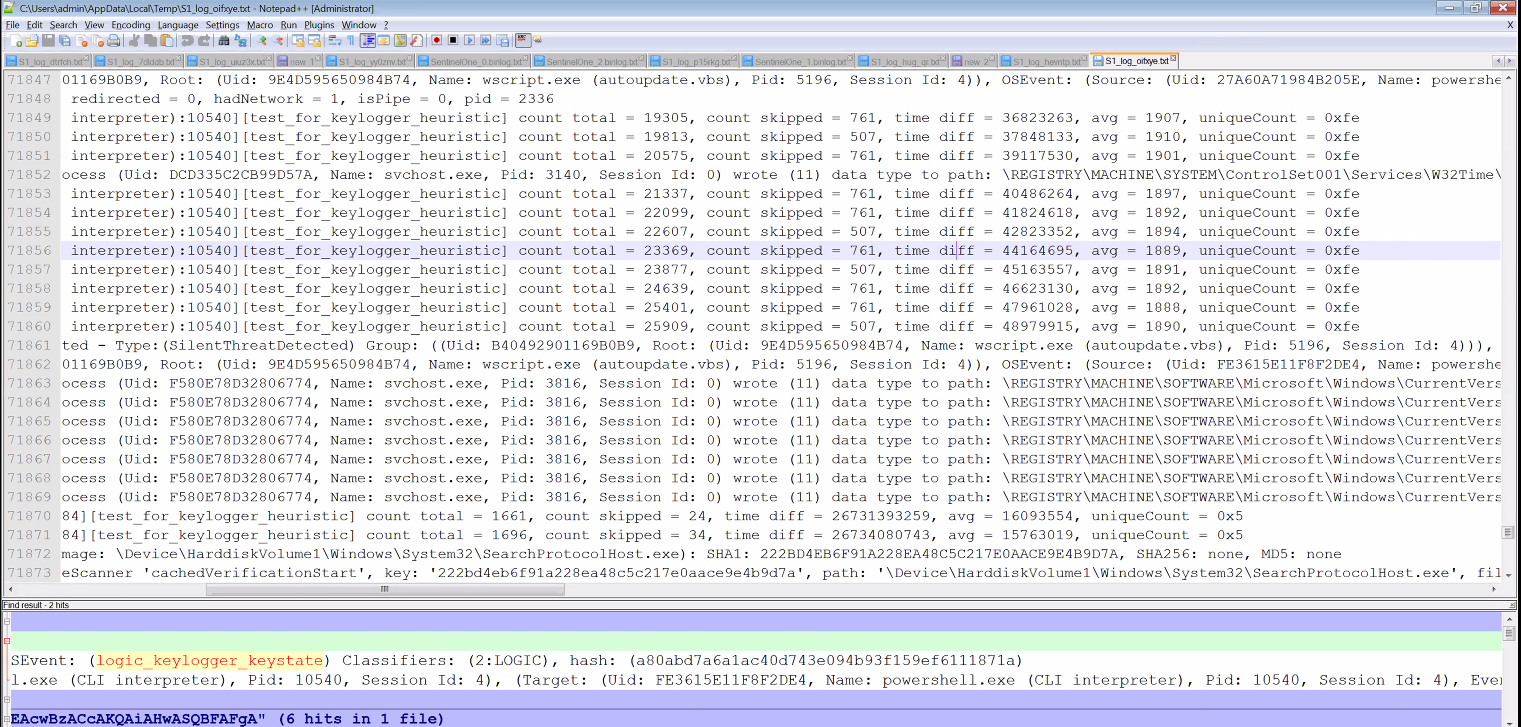 C:\Users\admin\AppData\Local\Temp\S1_log_oifxye.txt - Notepad++ [Administrator]
File Edit Search View Encoding Language Settings Macro Run Plugins Window ? X
S1_log_dtrfch.txt S1_log_7dlddb.txt S1_log_uiuz3x.txt new 1 S1_log_yy0znv.txt SentinelOne_0.binlog.txt SentinelOne_2.binlog.txt S1_log_p15rkg.txt SentinelOne_1.binlog.txt S1_log_hug_qr.txt new 2 S1_log_hevntp.txt S1_log_oifxye.txt
71847 01169B0B9, Root: (Uid: 9E4D595650984B74, Name: wscript.exe (autoupdate.vbs), Pid: 5196, Session Id: 4)), OSEvent: (Source: (Uid: 27A60A71984B205E, Name: powershe
71848 redirected = 0, hadNetwork = 1, isPipe = 0, pid = 2336
71849 interpreter):10540][test_for_keylogger_heuristic] count total = 19305, count skipped = 761, time diff = 36823263, avg = 1907, uniqueCount = 0xfe
71850 interpreter):10540][test_for_keylogger_heuristic] count total = 19813, count skipped = 507, time diff = 37848133, avg = 1910, uniqueCount = 0xfe
71851 interpreter):10540][test_for_keylogger_heuristic] count total = 20575, count skipped = 761, time diff = 39117530, avg = 1901, uniqueCount = 0xfe
71852 ocess (Uid: DCD335C2CB99D57A, Name: svchost.exe, Pid: 3140, Session Id: 0) wrote (11) data type to path: \REGISTRY\MACHINE\SYSTEM\ControlSet001\Services\W32Time\
71853 interpreter):10540][test_for_keylogger_heuristic] count total = 21337, count skipped = 761, time diff = 40486264, avg = 1897, uniqueCount = 0xfe
71854 interpreter):10540][test_for_keylogger_heuristic] count total = 22099, count skipped = 761, time diff = 41824618, avg = 1892, uniqueCount = 0xfe
71855 interpreter):10540][test_for_keylogger_heuristic] count total = 22607, count skipped = 507, time diff = 42823352, avg = 1894, uniqueCount = 0xfe
71856 interpreter):10540][test_for_keylogger_heuristic] count total = 23369, count skipped = 761, time diff = 44164695, avg = 1889, uniqueCount = 0xfe
71857 interpreter):10540][test_for_keylogger_heuristic] count total = 23877, count skipped = 507, time diff = 45163557, avg = 1891, uniqueCount = 0xfe
71858 interpreter):10540][test_for_keylogger_heuristic] count total = 24639, count skipped = 761, time diff = 46623130, avg = 1892, uniqueCount = 0xfe
71859 interpreter):10540][test_for_keylogger_heuristic] count total = 25401, count skipped = 761, time diff = 47961028, avg = 1888, uniqueCount = 0xfe
71860 interpreter):10540][test_for_keylogger_heuristic] count total = 25909, count skipped = 507, time diff = 48979915, avg = 1890, uniqueCount = 0xfe
71861 ted - Type:(SilentThreatDetected) Group: ((Uid: B40492901169B0B9, Root: (Uid: 9E4D595650984B74, Name: wscript.exe (autoupdate.vbs), Pid: 5196, Session Id: 4))),
71862 01169B0B9, Root: (Uid: 9E4D595650984B74, Name: wscript.exe (autoupdate.vbs), Pid: 5196, Session Id: 4)), OSEvent: (Source: (Uid: FE3615E11F8F2DE4, Name: powershe
71863 ocess (Uid: F580E78D32806774, Name: svchost.exe, Pid: 3816, Session Id: 0) wrote (11) data type to path: \REGISTRY\MACHINE\SOFTWARE\Microsoft\Windows\CurrentVers
71864 ocess (Uid: F580E78D32806774, Name: svchost.exe, Pid: 3816, Session Id: 0) wrote (11) data type to path: \REGISTRY\MACHINE\SOFTWARE\Microsoft\Windows\CurrentVers
71865 ocess (Uid: F580E78D32806774, Name: svchost.exe, Pid: 3816, Session Id: 0) wrote (11) data type to path: \REGISTRY\MACHINE\SOFTWARE\Microsoft\Windows\CurrentVers
71866 ocess (Uid: F580E78D32806774, Name: svchost.exe, Pid: 3816, Session Id: 0) wrote (11) data type to path: \REGISTRY\MACHINE\SOFTWARE\Microsoft\Windows\CurrentVers
71867 ocess (Uid: F580E78D32806774, Name: svchost.exe, Pid: 3816, Session Id: 0) wrote (11) data type to path: \REGISTRY\MACHINE\SOFTWARE\Microsoft\Windows\CurrentVers
71868 ocess (Uid: F580E78D32806774, Name: svchost.exe, Pid: 3816, Session Id: 0) wrote (11) data type to path: \REGISTRY\MACHINE\SOFTWARE\Microsoft\Windows\CurrentVers
71869 ocess (Uid: F580E78D32806774, Name: svchost.exe, Pid: 3816, Session Id: 0) wrote (11) data type to path: \REGISTRY\MACHINE\SOFTWARE\Microsoft\Windows\CurrentVers
71870 84][test_for_keylogger_heuristic] count total = 1661, count skipped = 24, time diff = 26731393259, avg = 16093554, uniqueCount = 0x5
71871 84][test_for_keylogger_heuristic] count total = 1696, count skipped = 34, time diff = 26734080743, avg = 15763019, uniqueCount = 0x5
71872 mage: \Device\HarddiskVolume1\Windows\System32\SearchProtocolHost.exe): SHA1: 222BD4EB6F91A228EA48C5C217E0AACE9E4B9D7A, SHA256: none, MD5: none
71873 eScanner 'cachedVerificationStart', key: '222bd4eb6f91a228ea48c5c217e0aace9e4b9d7a', path: '\Device\HarddiskVolume1\Windows\System32\SearchProtocolHost.exe', fil
Find result - 2 hits
SEvent: (logic_keylogger_keystate) Classifiers: (2:LOGIC), hash: (a80abd7a6a1ac40d743e094b93f159ef6111871a)
l.exe (CLI interpreter), Pid: 10540, Session Id: 4), (Target: (Uid: FE3615E11F8F2DE4, Name: powershell.exe (CLI interpreter), Pid: 10540, Session Id: 4), Eve
EAcwBzACcAKQAiAHwASQBFAFgA" (6 hits in 1 file)